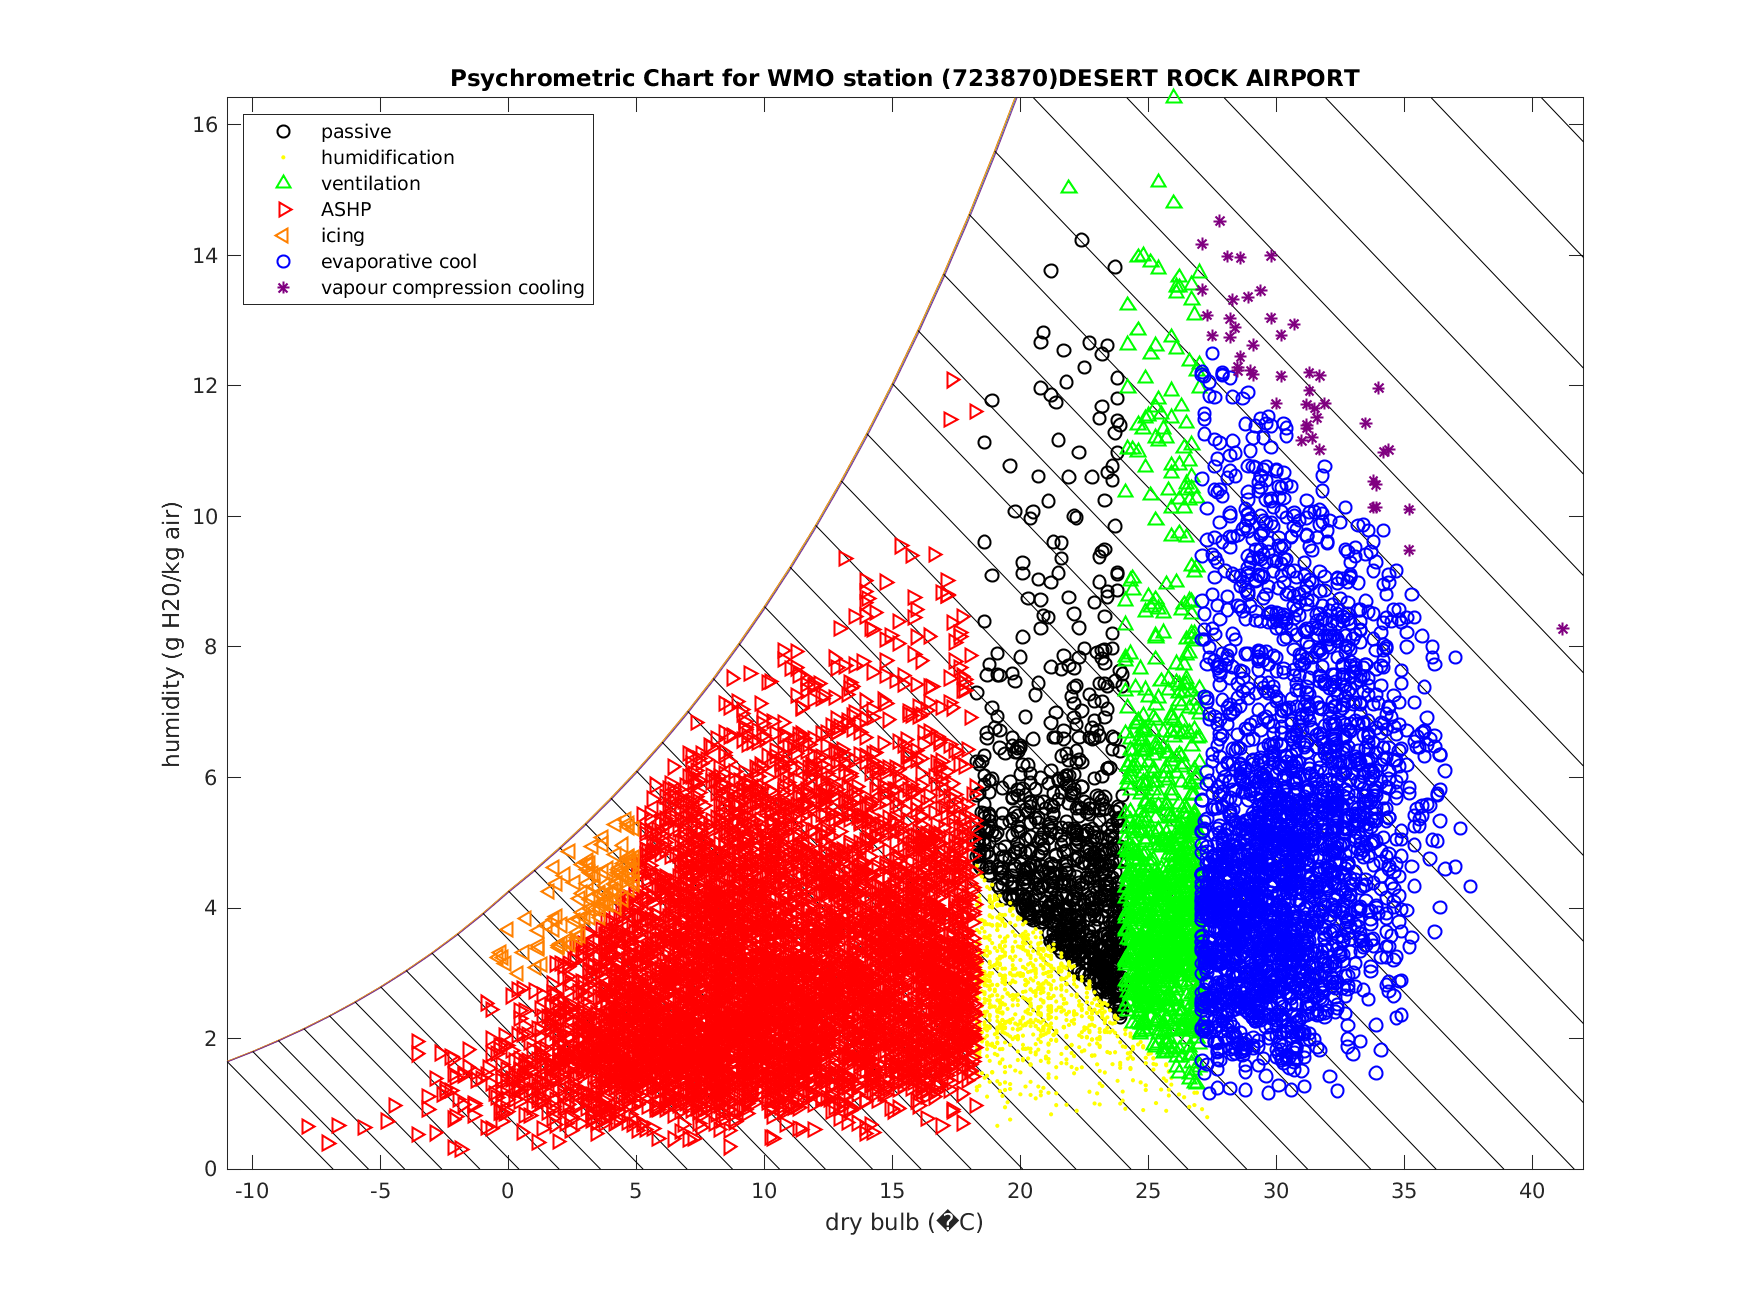 Psychrometric Chart for WMO station (723870)DESERT ROCK AIRPORT
passive
humidification
ventilation
ASHP
icing
evaporative cool
vapour compression cooling
humidity (g H20/kg air)
16
14
12
10
8
6
4
2
0
-10 -5 0 5 10 15 20 25 30 35 40
dry bulb (�C)